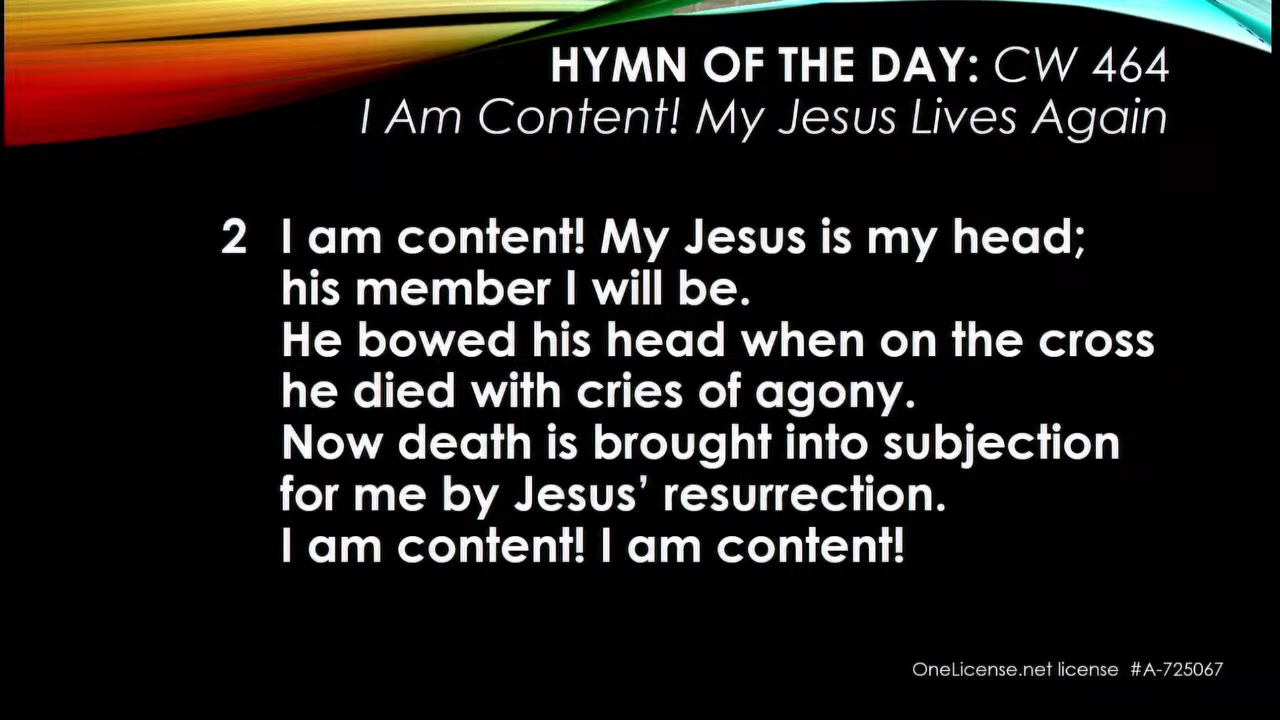 HYMN OF THE DAY: CW 464
I Am Content! My Jesus Lives Again
2 I am content! My Jesus is my head;
his member I will be.
He bowed his head when on the cross
he died with cries of agony.
Now death is brought into subjection
for me by Jesus’ resurrection.
I am content! I am content!
OneLicense.net license #A-725067